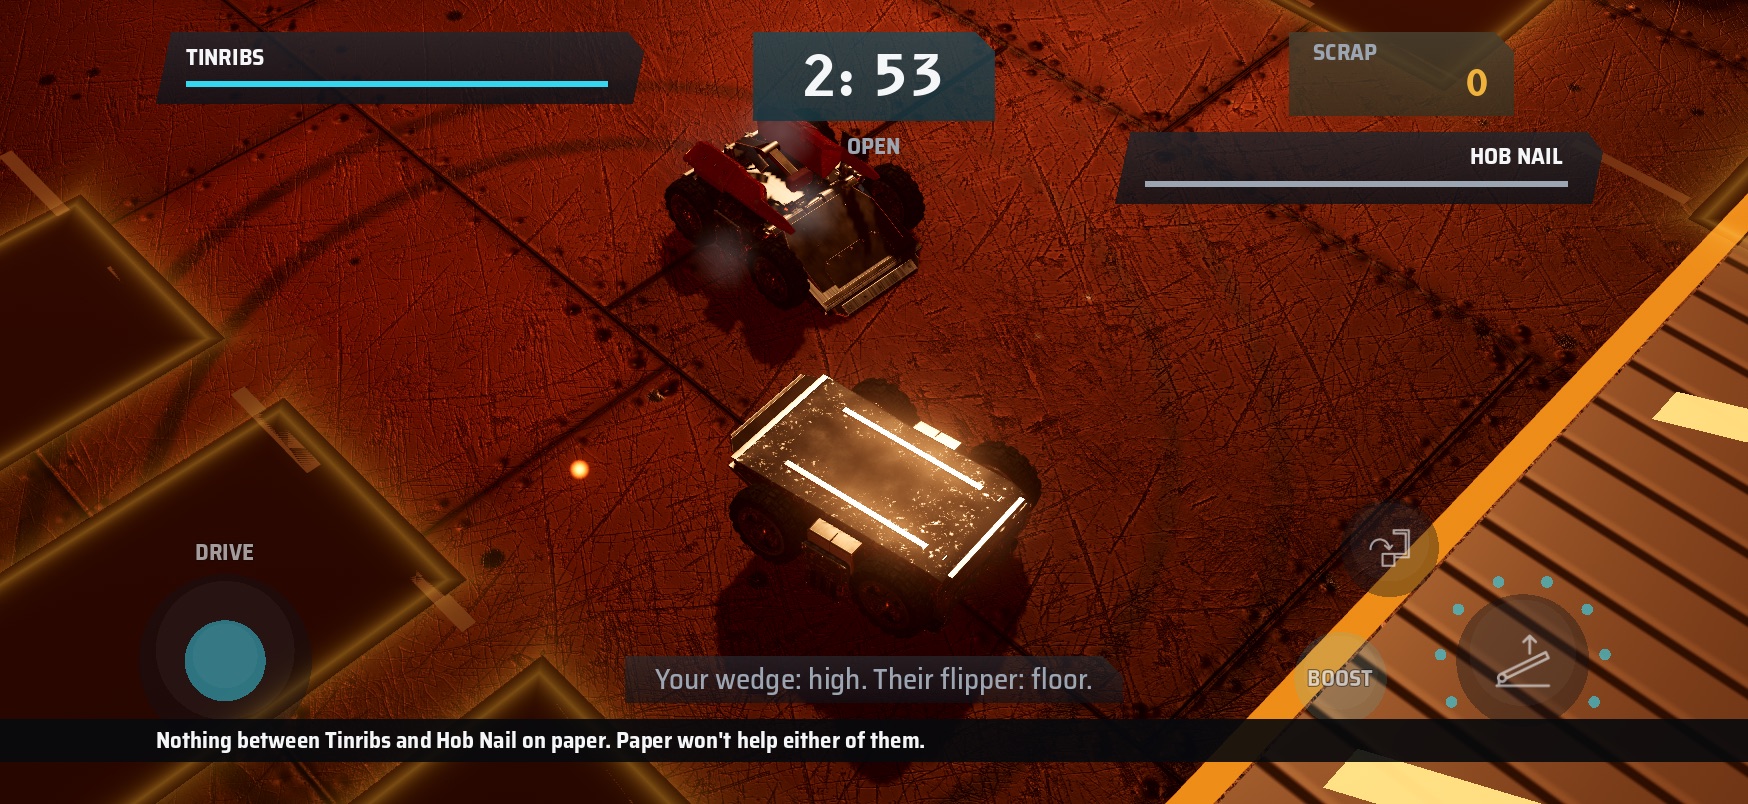 TINRIBS
2: 53
SCRAP
0
OPEN
HOB NAIL
DRIVE
BOOST
Your wedge: high. Their flipper: floor.
Nothing between Tinribs and Hob Nail on paper. Paper won't help either of them.